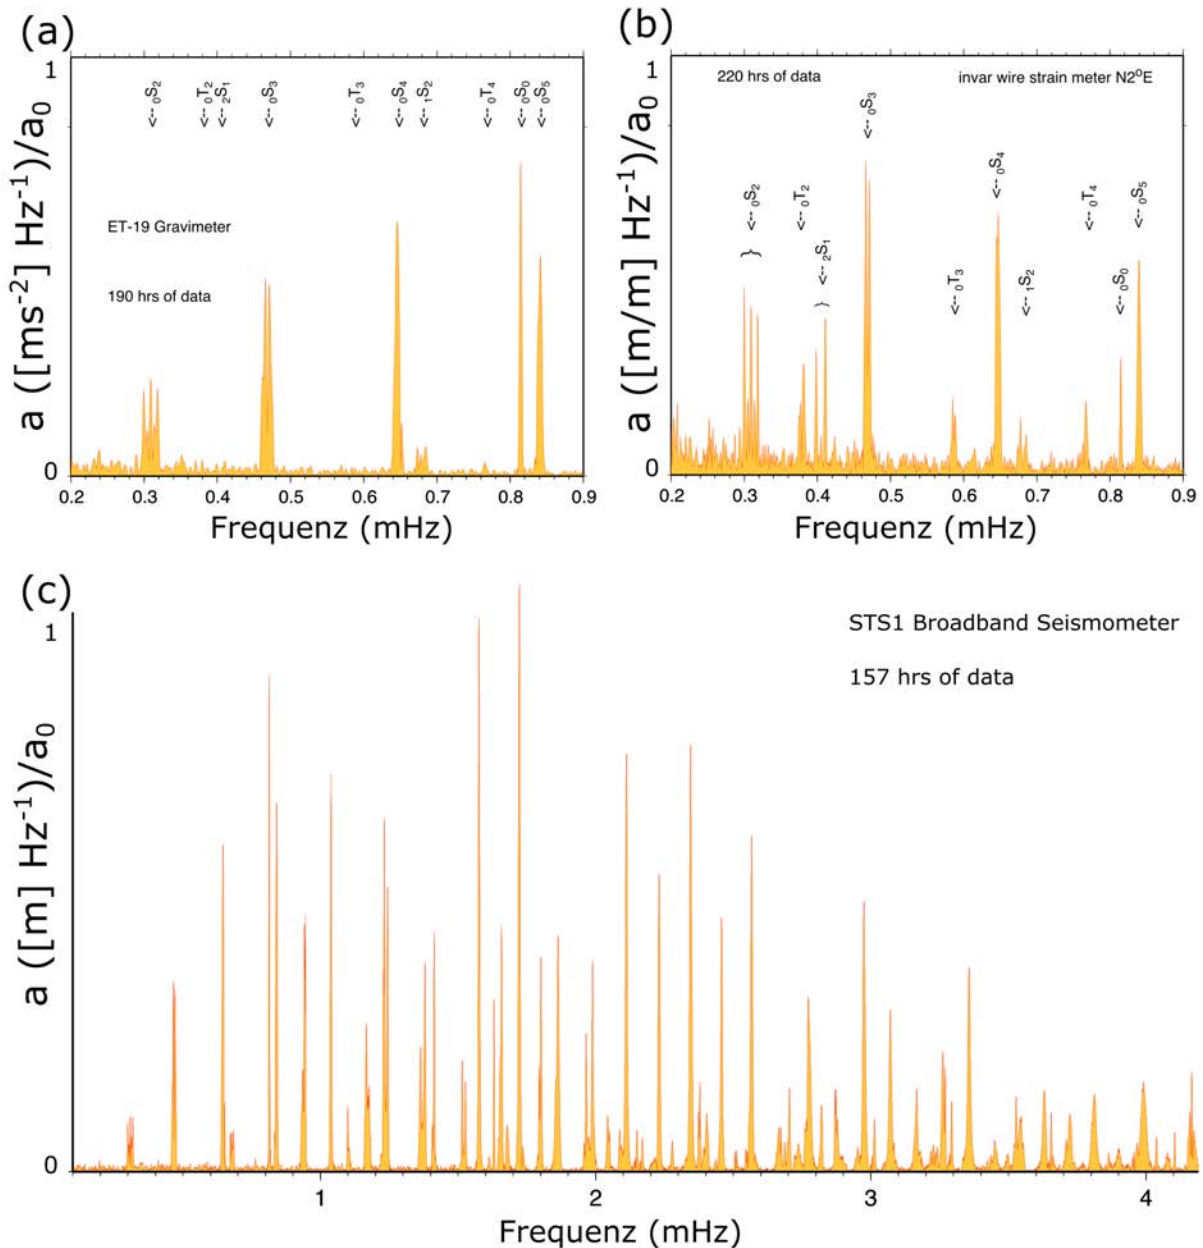 (a)
1
a ([ms⁻²] Hz⁻¹)/a₀
0
<-- ₀S₂
<-- ₀T₂
<-- ₂S₁
<-- ₀S₃
<-- ₀T₃
<-- ₀S₄
<-- ₁S₂
<-- ₀T₄
<-- ₀S₀
<-- ₀S₅
ET-19 Gravimeter
190 hrs of data
0.2 0.3 0.4 0.5 0.6 0.7 0.8 0.9
Frequenz (mHz)
(b)
1
a ([m/m] Hz⁻¹)/a₀
0
220 hrs of data
invar wire strain meter N2°E
<-- ₀S₂
}
<-- ₀T₂
<-- ₂S₁
}
<-- ₀S₃
<-- ₀T₃
<-- ₀S₄
<-- ₁S₂
<-- ₀T₄
<-- ₀S₀
<-- ₀S₅
0.2 0.3 0.4 0.5 0.6 0.7 0.8 0.9
Frequenz (mHz)
(c)
1
a ([m] Hz⁻¹)/a₀
0
STS1 Broadband Seismometer
157 hrs of data
1 2 3 4
Frequenz (mHz)